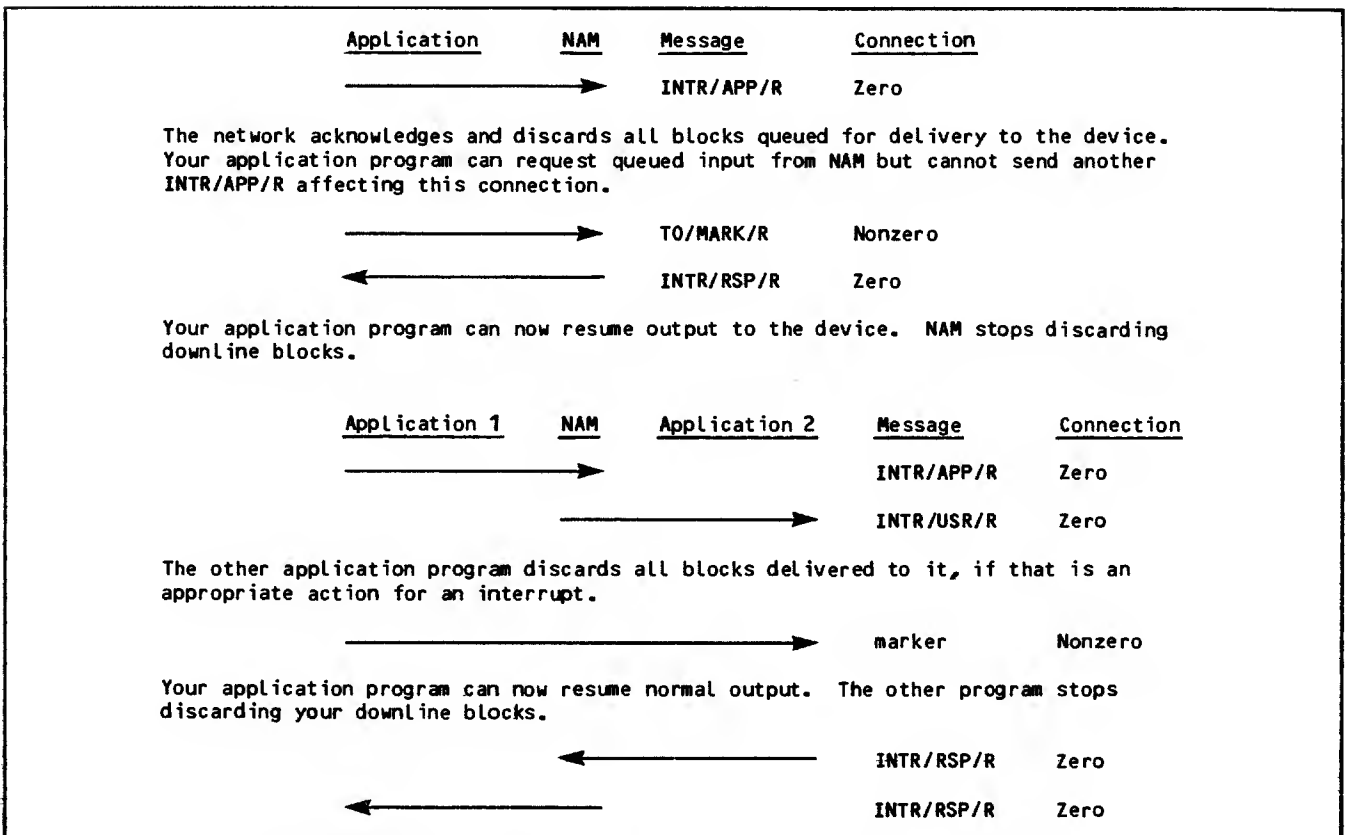 Application NAM Message Connection
INTR/APP/R Zero
The network acknowledges and discards all blocks queued for delivery to the device.
Your application program can request queued input from NAM but cannot send another
INTR/APP/R affecting this connection.
TO/MARK/R Nonzero
INTR/RSP/R Zero
Your application program can now resume output to the device. NAM stops discarding
downline blocks.
Application 1 NAM Application 2 Message Connection
INTR/APP/R Zero
INTR/USR/R Zero
The other application program discards all blocks delivered to it, if that is an
appropriate action for an interrupt.
marker Nonzero
Your application program can now resume normal output. The other program stops
discarding your downline blocks.
INTR/RSP/R Zero
INTR/RSP/R Zero